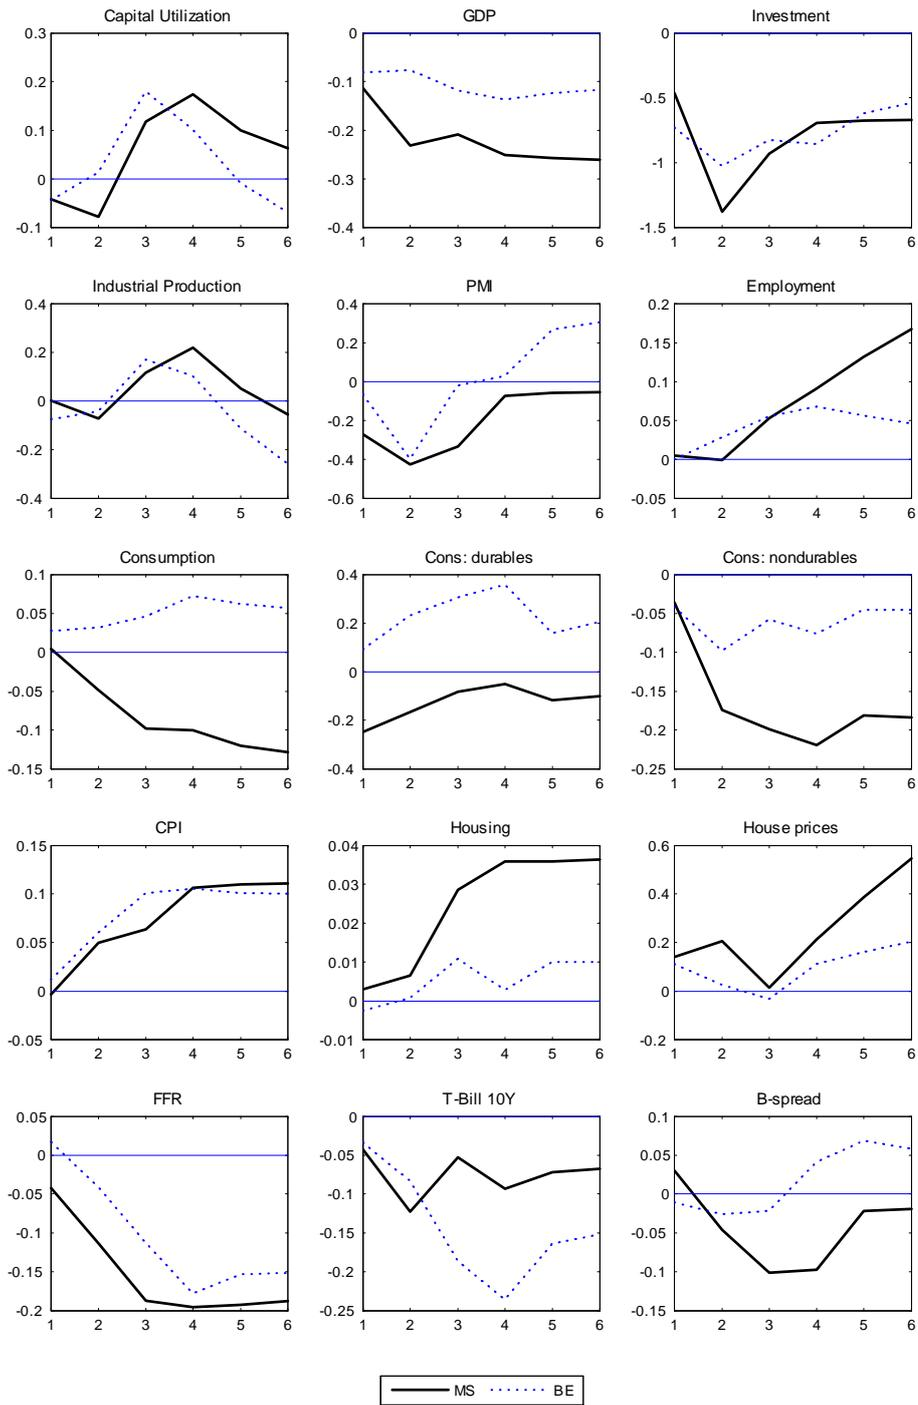 Capital Utilization GDP Investment
0.3 0 0
0.2 -0.1 -0.5
0.1 -0.2 -1
0 -0.3 -1.5
-0.1 -0.4
1 2 3 4 5 6 1 2 3 4 5 6 1 2 3 4 5 6
Industrial Production PMI Employment
0.4 0.4 0.2
0.2 0.2 0.15
0 0 0.1
-0.2 -0.2 0.05
-0.4 -0.4 0
-0.6 -0.05
1 2 3 4 5 6 1 2 3 4 5 6 1 2 3 4 5 6
Consumption Cons: durables Cons: nondurables
0.1 0.4 0
0.05 0.2 -0.05
0 0 -0.1
-0.05 -0.2 -0.15
-0.1 -0.4 -0.2
-0.15 -0.25
1 2 3 4 5 6 1 2 3 4 5 6 1 2 3 4 5 6
CPI Housing House prices
0.15 0.04 0.6
0.1 0.03 0.4
0.05 0.02 0.2
0 0.01 0
-0.05 0 -0.2
-0.01
1 2 3 4 5 6 1 2 3 4 5 6 1 2 3 4 5 6
FFR T-Bill 10Y B-spread
0.05 0 0.1
0 -0.05 0.05
-0.05 -0.1 0
-0.1 -0.15 -0.05
-0.15 -0.2 -0.1
-0.2 -0.25 -0.15
1 2 3 4 5 6 1 2 3 4 5 6 1 2 3 4 5 6
MS BE